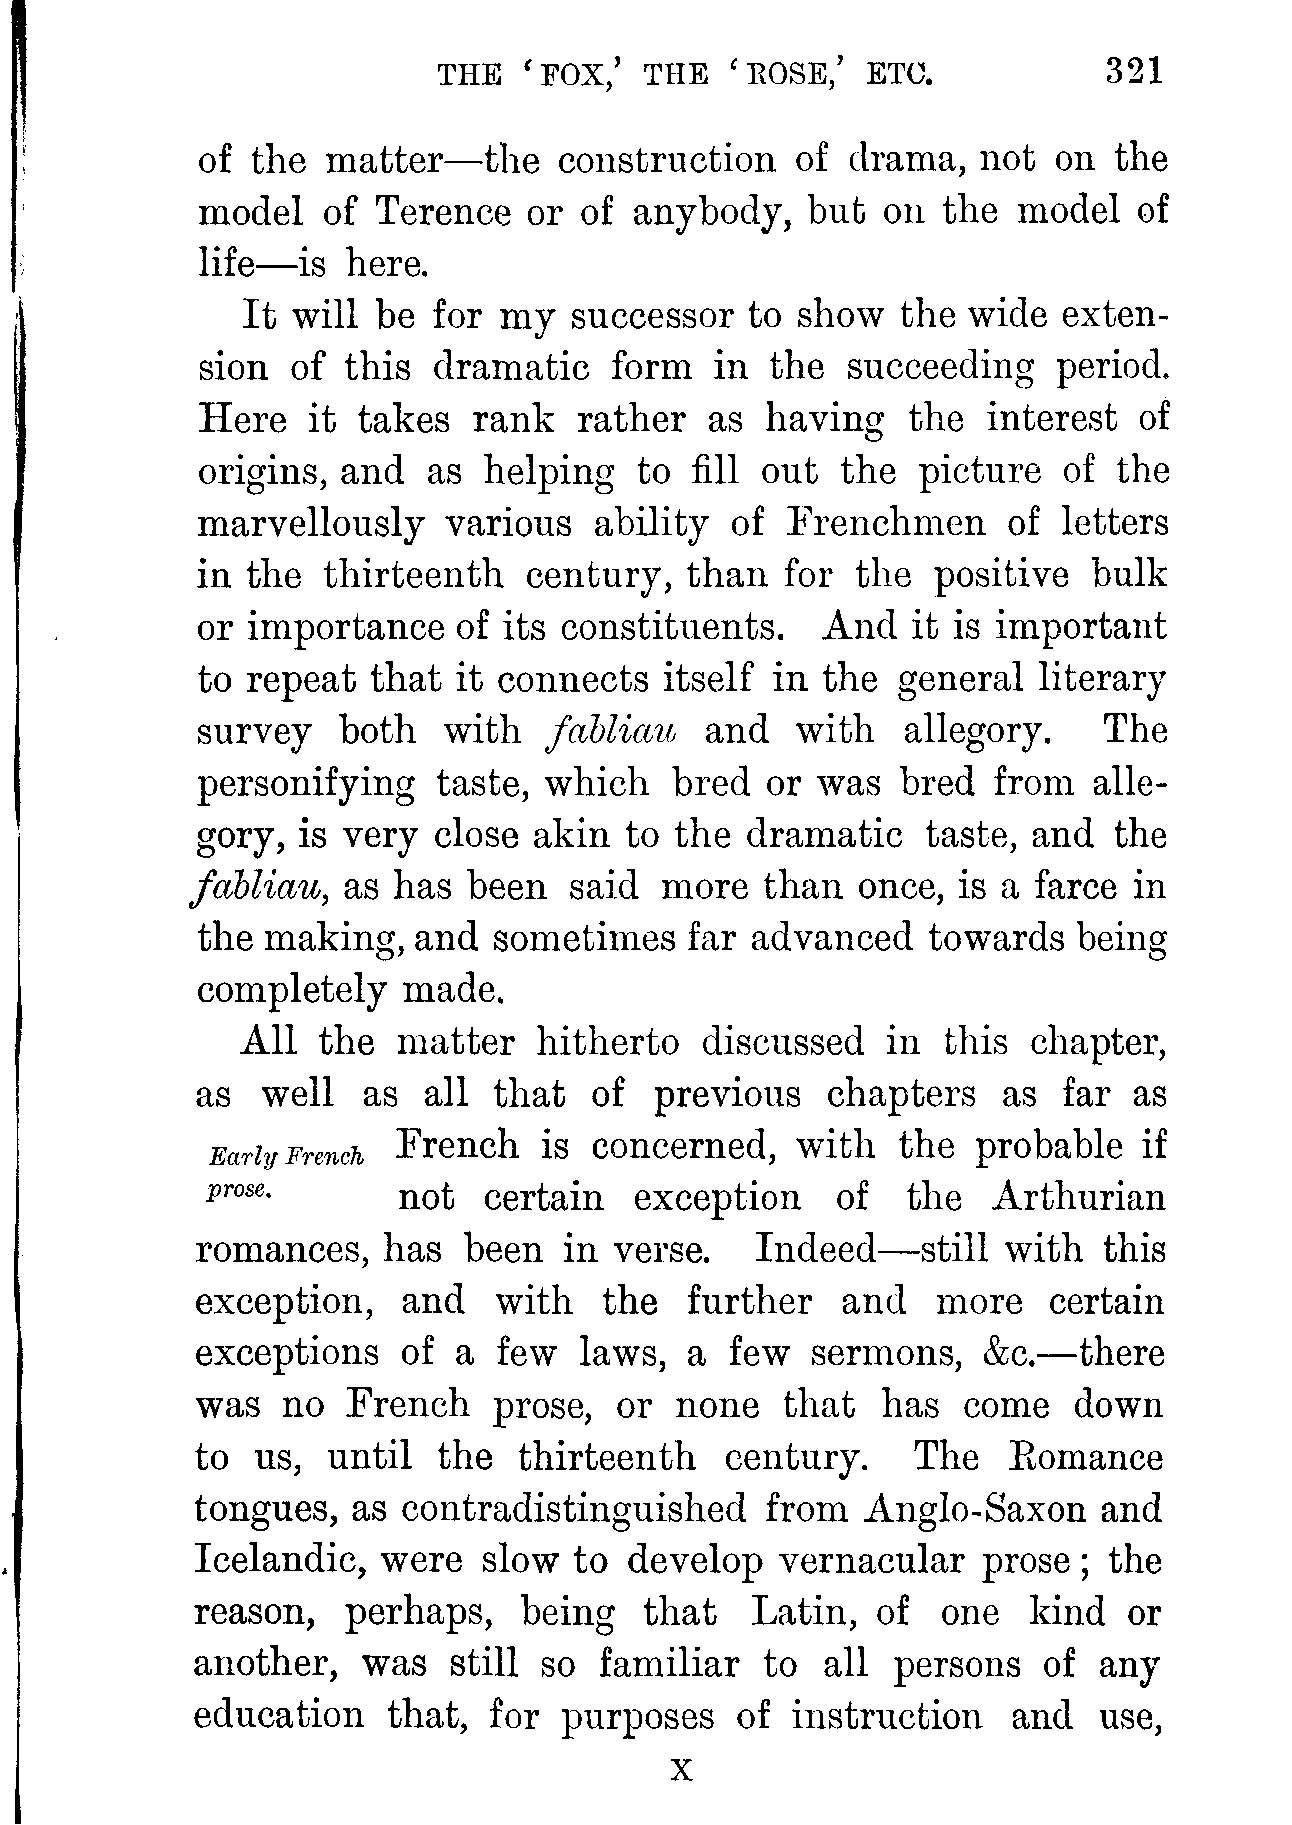 THE ‘FOX,’ THE ‘ROSE,’ ETC. 321
of the matter—the construction of drama, not on the
model of Terence or of anybody, but on the model of
life—is here.
It will be for my successor to show the wide exten-
sion of this dramatic form in the succeeding period.
Here it takes rank rather as having the interest of
origins, and as helping to fill out the picture of the
marvellously various ability of Frenchmen of letters
in the thirteenth century, than for the positive bulk
or importance of its constituents. And it is important
to repeat that it connects itself in the general literary
survey both with fabliau and with allegory. The
personifying taste, which bred or was bred from alle-
gory, is very close akin to the dramatic taste, and the
fabliau, as has been said more than once, is a farce in
the making, and sometimes far advanced towards being
completely made.
All the matter hitherto discussed in this chapter,
as well as all that of previous chapters as far as
Early French French is concerned, with the probable if
prose. not certain exception of the Arthurian
romances, has been in verse. Indeed—still with this
exception, and with the further and more certain
exceptions of a few laws, a few sermons, &c.—there
was no French prose, or none that has come down
to us, until the thirteenth century. The Romance
tongues, as contradistinguished from Anglo-Saxon and
Icelandic, were slow to develop vernacular prose; the
reason, perhaps, being that Latin, of one kind or
another, was still so familiar to all persons of any
education that, for purposes of instruction and use,
X